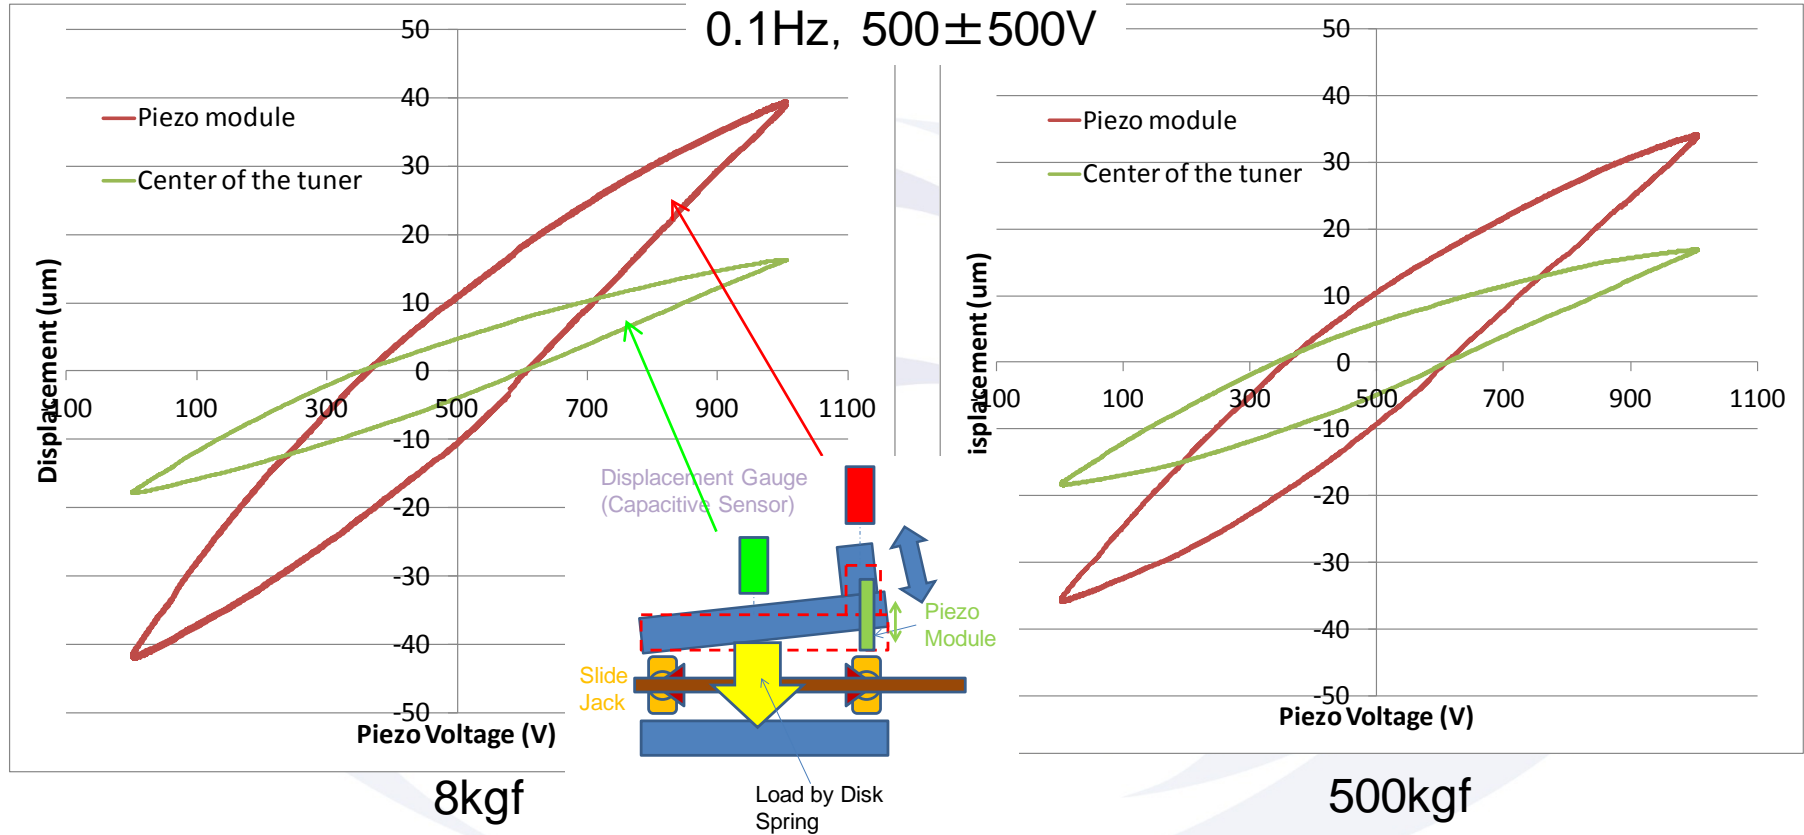 0.1Hz, 500±500V
50
40
30
20
10
0
-10
-20
-30
-40
-50
-100
100
300
500
700
900
1100
Piezo module
Center of the tuner
Displacement (um)
Piezo Voltage (V)
8kgf
Displacement Gauge
(Capacitive Sensor)
Piezo
Module
Slide
Jack
Load by Disk
Spring
50
40
30
20
10
0
-10
-20
-30
-40
-50
100
100
300
500
700
900
1100
Piezo module
Center of the tuner
isplacement (um)
Piezo Voltage (V)
500kgf